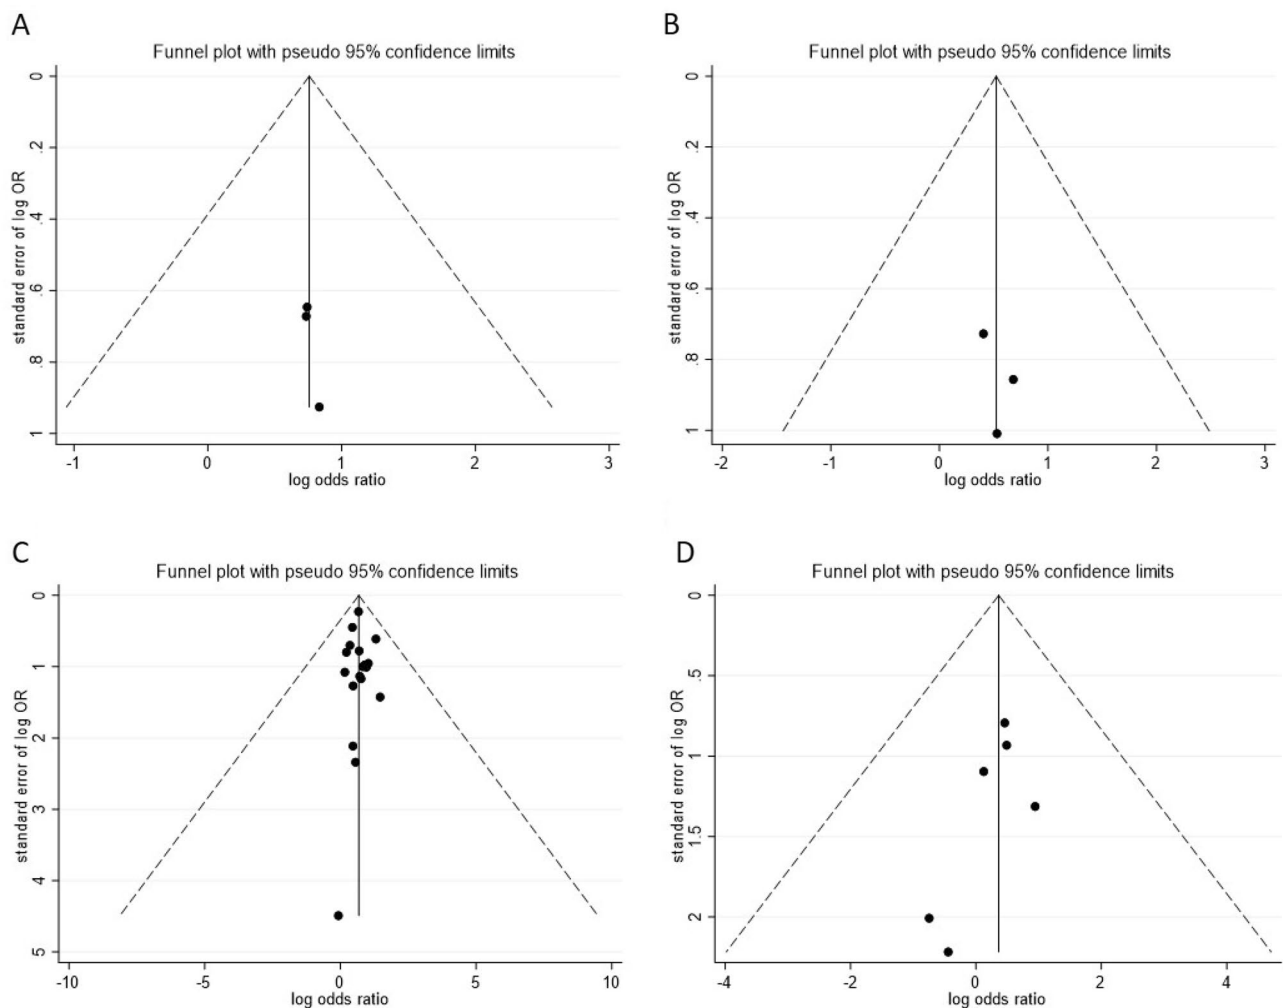 A
Funnel plot with pseudo 95% confidence limits
standard error of log OR
0
.2
.4
.6
.8
1
-1
0
1
2
3
log odds ratio
B
Funnel plot with pseudo 95% confidence limits
standard error of log OR
0
.2
.4
.6
.8
1
-2
-1
0
1
2
3
log odds ratio
C
Funnel plot with pseudo 95% confidence limits
standard error of log OR
0
1
2
3
4
5
-10
-5
0
5
10
log odds ratio
D
Funnel plot with pseudo 95% confidence limits
standard error of log OR
0
.5
1
1.5
2
-4
-2
0
2
4
log odds ratio